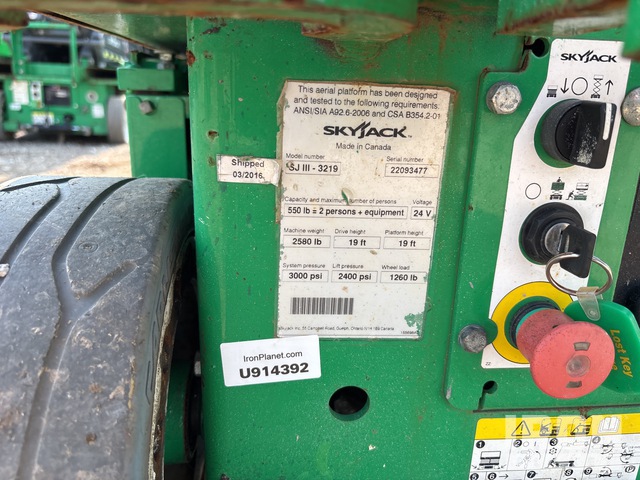 This aerial platform has been designed
and tested to the following requirements:
ANSI/SIA A92.6-2006 and CSA B354.2-01
SKYJACK
Made in Canada
Shipped
03/2016
Model number
Serial number
SJ III - 3219
22093477
Capacity and maximum number of persons
Voltage
550 lb = 2 persons + equipment
24 V
Machine weight
Drive height
Platform height
2580 lb
19 ft
19 ft
System pressure
Lift pressure
Wheel load
3000 psi
2400 psi
1260 lb
IronPlanet.com
U914392
SKYJACK
Lost Key